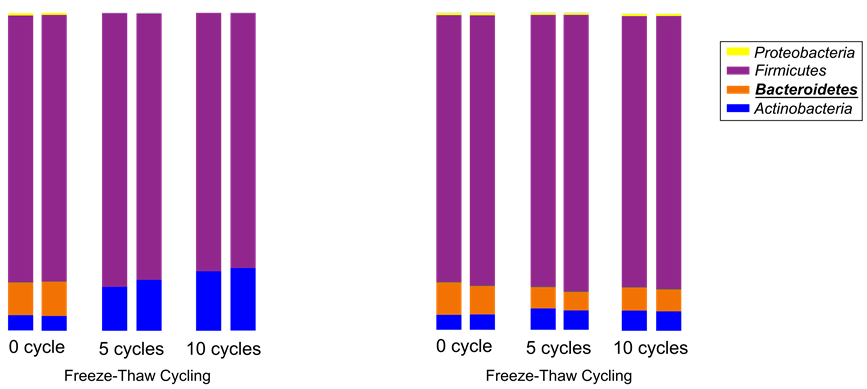 Proteobacteria
Firmicutes
Bacteroidetes
Actinobacteria
0 cycle 5 cycles 10 cycles
Freeze-Thaw Cycling
0 cycle 5 cycles 10 cycles
Freeze-Thaw Cycling